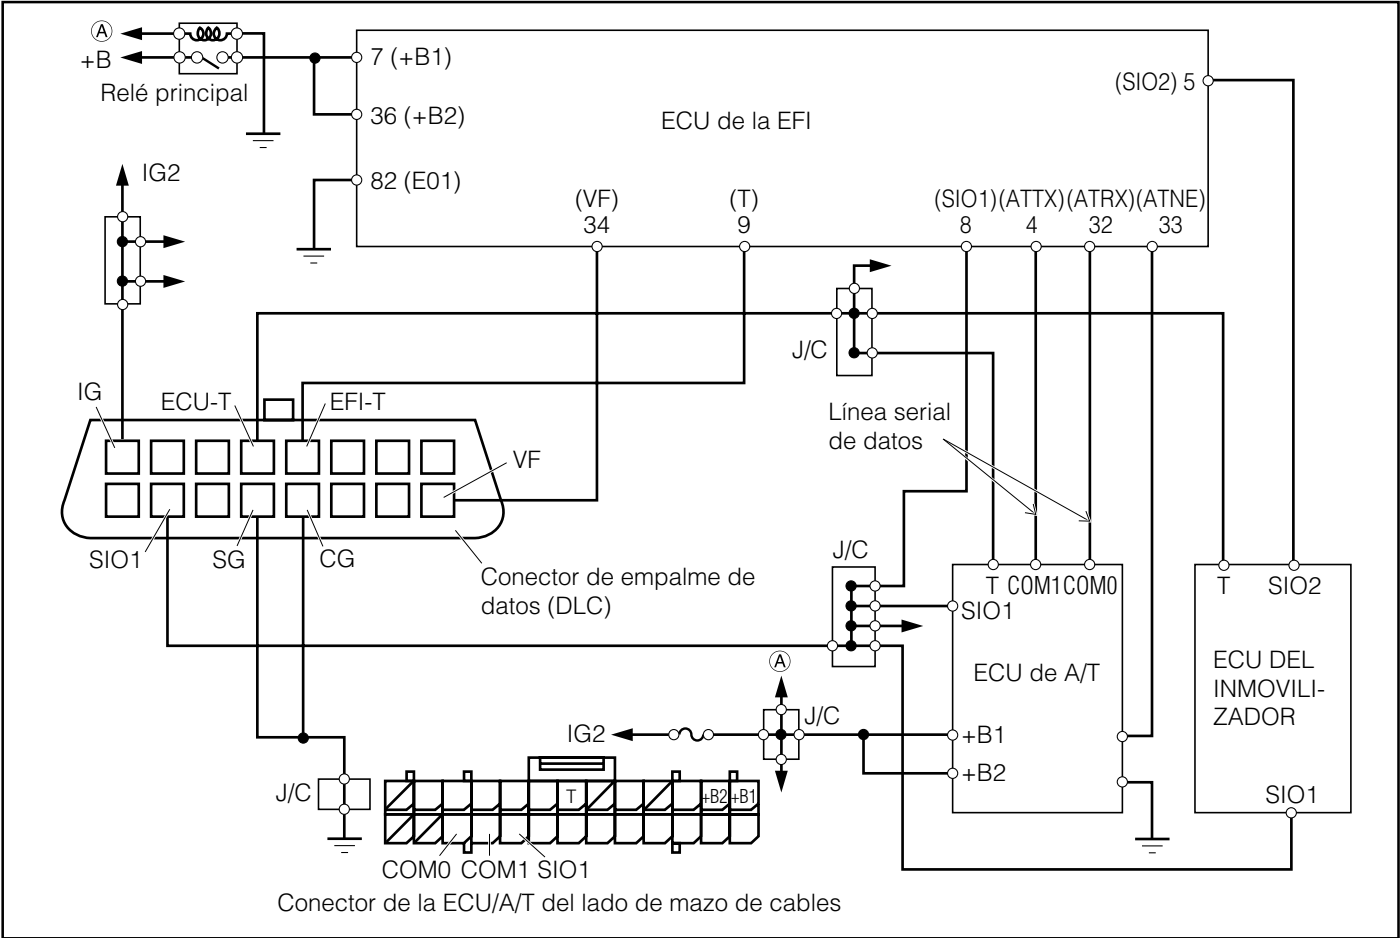 Ⓐ
+B
Relé principal
7 (+B1)
36 (+B2)
82 (E01)
ECU de la EFI
(SIO2) 5
IG2
(VF)
34
(T)
9
(SIO1)(ATTX)(ATRX)(ATNE)
8 4 32 33
J/C
IG
ECU-T
EFI-T
VF
Línea serial
de datos
SIO1
SG
CG
Conector de empalme de
datos (DLC)
J/C
T COM1COM0
SIO1
ECU de A/T
+B1
+B2
T SIO2
ECU DEL
INMOVILI-
ZADOR
SIO1
Ⓐ
IG2
J/C
J/C
T
+B2 +B1
COM0 COM1 SIO1
Conector de la ECU/A/T del lado de mazo de cables